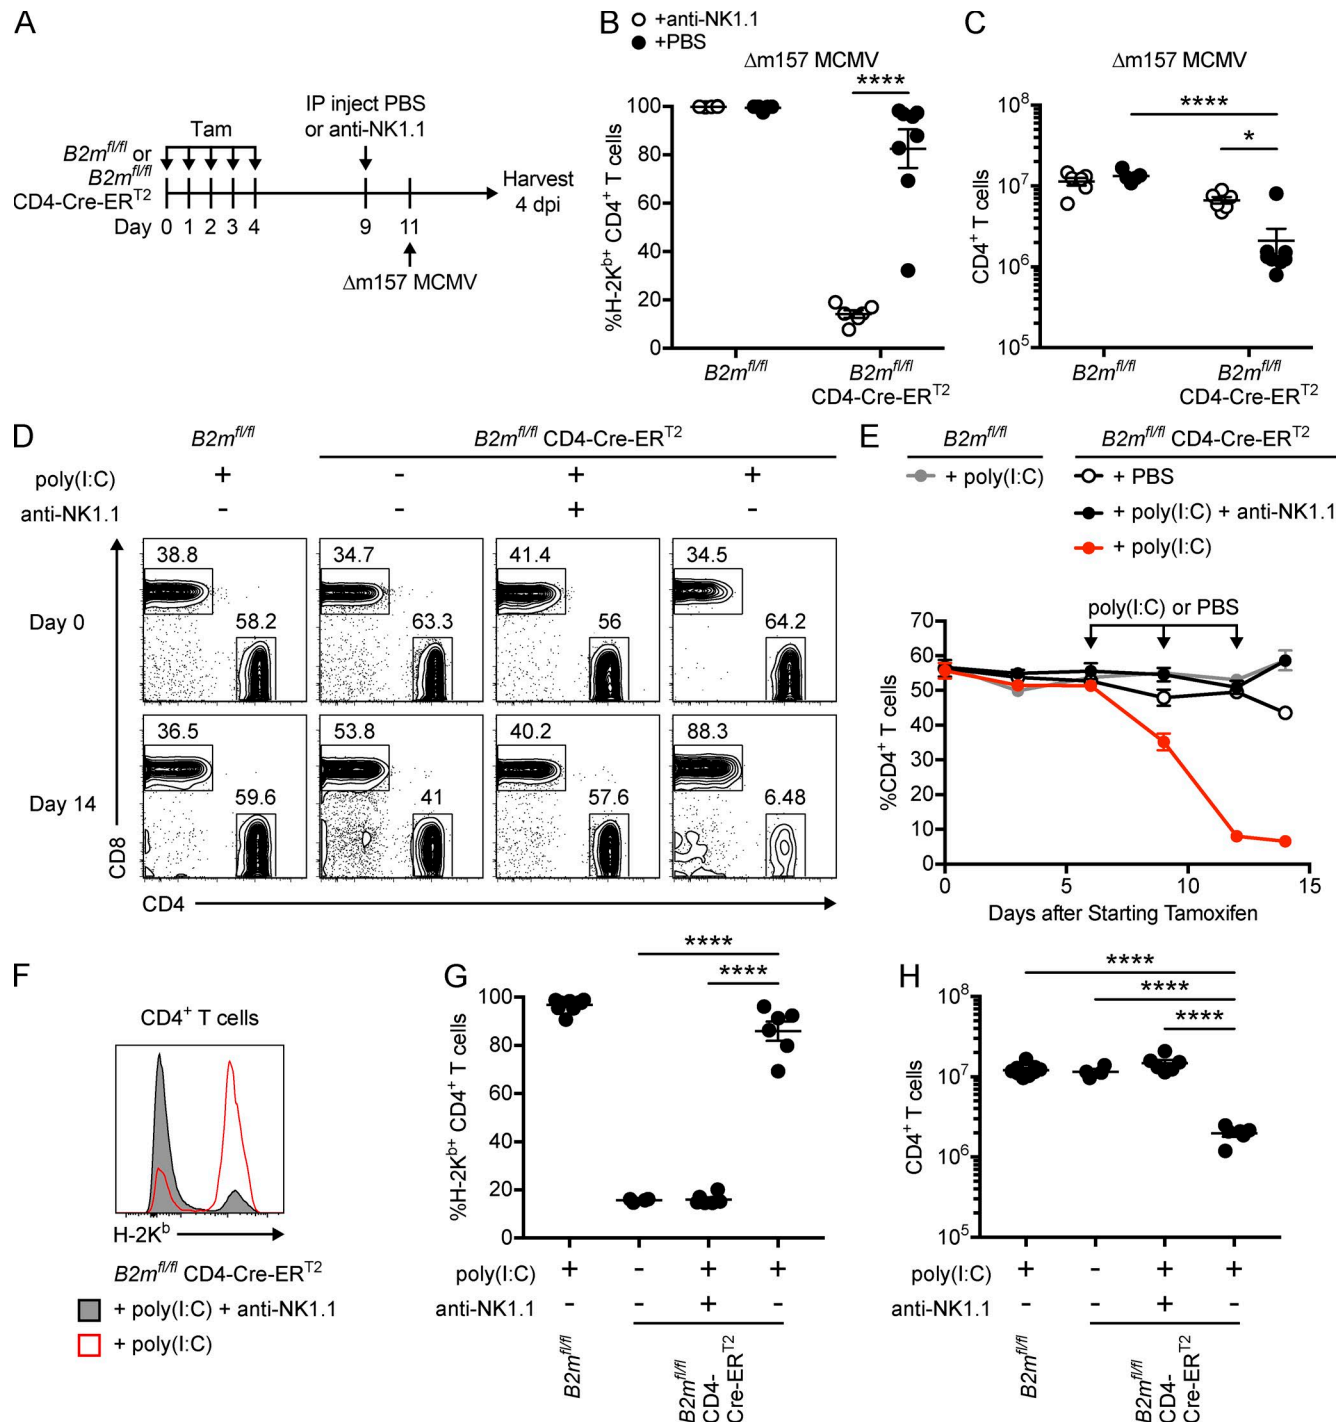 A
Tam
IP inject PBS
or anti-NK1.1
B2m^fl/fl or
B2m^fl/fl
CD4-Cre-ER^T2
Day 0 1 2 3 4 9 11
Harvest
4 dpi
Δm157 MCMV
B
+anti-NK1.1
+PBS
Δm157 MCMV
****
%H-2K^b+ CD4+ T cells
100
80
60
40
20
0
B2m^fl/fl
B2m^fl/fl
CD4-Cre-ER^T2
C
Δm157 MCMV
****
*
CD4+ T cells
10^8
10^7
10^6
10^5
B2m^fl/fl
B2m^fl/fl
CD4-Cre-ER^T2
D
B2m^fl/fl
B2m^fl/fl CD4-Cre-ER^T2
poly(I:C) + - + +
anti-NK1.1 - - + -
Day 0
38.8 34.7 41.4 34.5
58.2 63.3 56 64.2
Day 14
36.5 53.8 40.2 88.3
59.6 41 57.6 6.48
CD8
CD4
E
B2m^fl/fl
B2m^fl/fl CD4-Cre-ER^T2
+ poly(I:C)
+ PBS
+ poly(I:C) + anti-NK1.1
+ poly(I:C)
poly(I:C) or PBS
%CD4+ T cells
70
60
50
40
30
20
10
0
0 5 10 15
Days after Starting Tamoxifen
F
CD4+ T cells
H-2K^b
B2m^fl/fl CD4-Cre-ER^T2
+ poly(I:C) + anti-NK1.1
+ poly(I:C)
G
****
****
%H-2K^b+ CD4+ T cells
100
80
60
40
20
0
poly(I:C) + - + +
anti-NK1.1 - - + -
B2m^fl/fl
B2m^fl/fl
CD4-
Cre-ER^T2
H
****
****
****
CD4+ T cells
10^8
10^7
10^6
10^5
poly(I:C) + - + +
anti-NK1.1 - - + -
B2m^fl/fl
B2m^fl/fl
CD4-
Cre-ER^T2